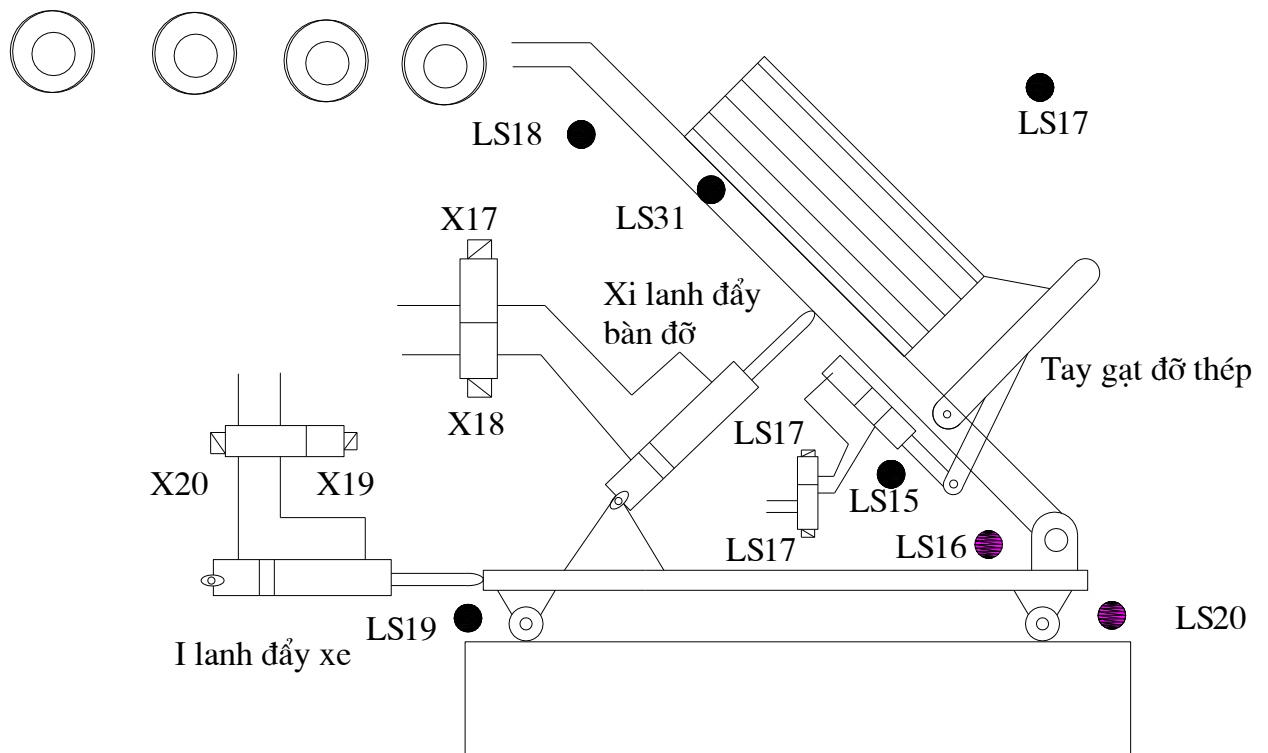 LS17
LS18
LS31
X17
Xi lanh đẩy
bàn đỡ
Tay gạt đỡ thép
X18
LS17
X20
X19
LS15
LS17
LS16
LS19
LS20
I lanh đẩy xe